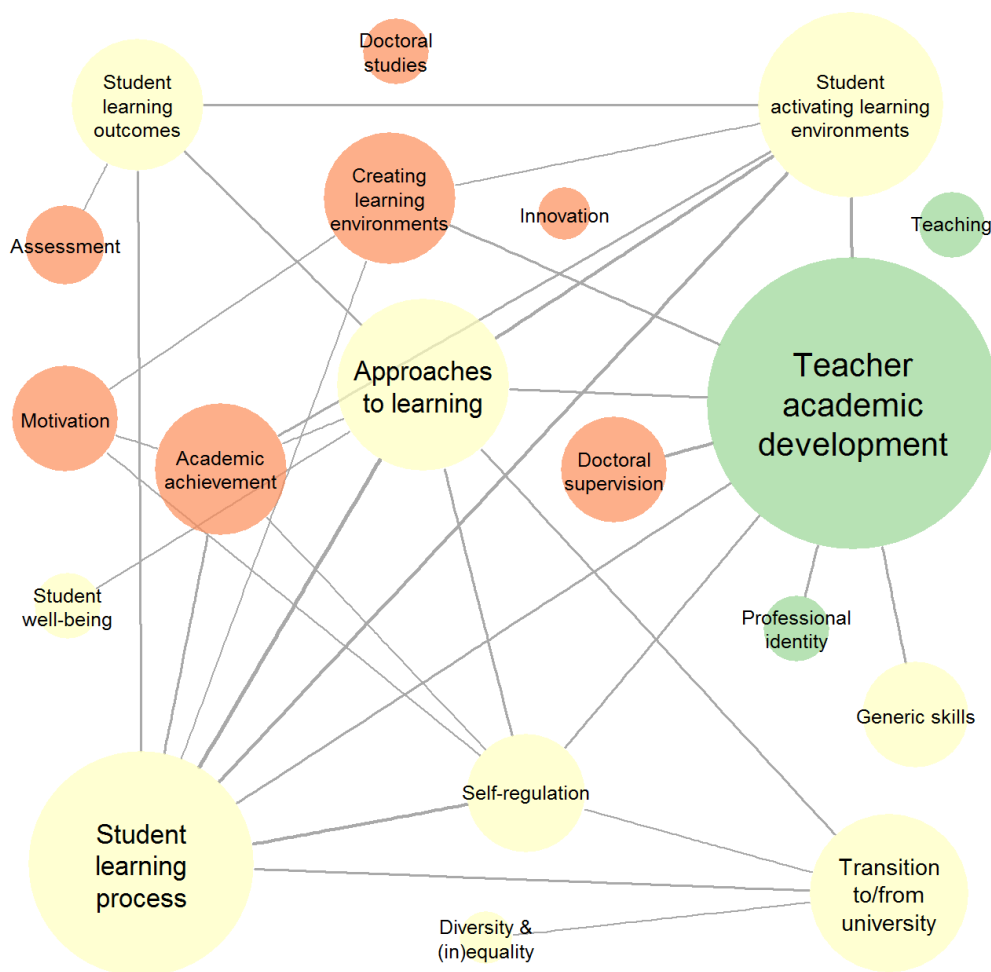 Doctoral
studies
Student
learning
outcomes
Student
activating learning
environments
Creating
learning
environments
Innovation
Teaching
Assessment
Approaches
to learning
Teacher
academic
development
Motivation
Academic
achievement
Doctoral
supervision
Student
well-being
Professional
identity
Generic skills
Self-regulation
Student
learning
process
Transition
to/from
university
Diversity &
(in)equality